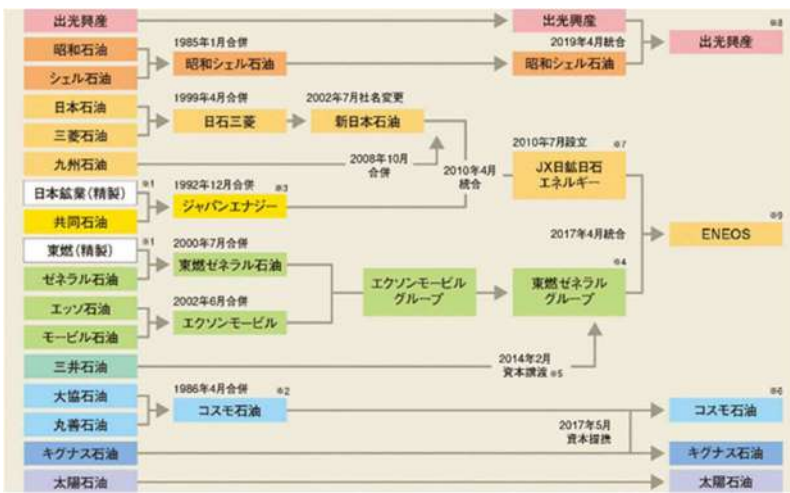 出光興産
出光興産
※8
昭和石油
1985年1月合併
2019年4月統合
出光興産
シェル石油
昭和シェル石油
昭和シェル石油
日本石油
1999年4月合併
2002年7月社名変更
三菱石油
日石三菱
新日本石油
九州石油
2008年10月
合併
2010年4月
統合
2010年7月設立
※7
JX日鉱日石
エネルギー
日本鉱業(精製)
※1
1992年12月合併
※3
共同石油
ジャパンエナジー
東燃(精製)
※1
2000年7月合併
2017年4月統合
※9
ENEOS
ゼネラル石油
東燃ゼネラル石油
エクソンモービル
グループ
※4
東燃ゼネラル
グループ
エッソ石油
2002年6月合併
モービル石油
エクソンモービル
三井石油
2014年2月
資本譲渡 ※5
大協石油
1986年4月合併
※2
※6
丸善石油
コスモ石油
コスモ石油
2017年5月
資本提携
キグナス石油
キグナス石油
太陽石油
太陽石油